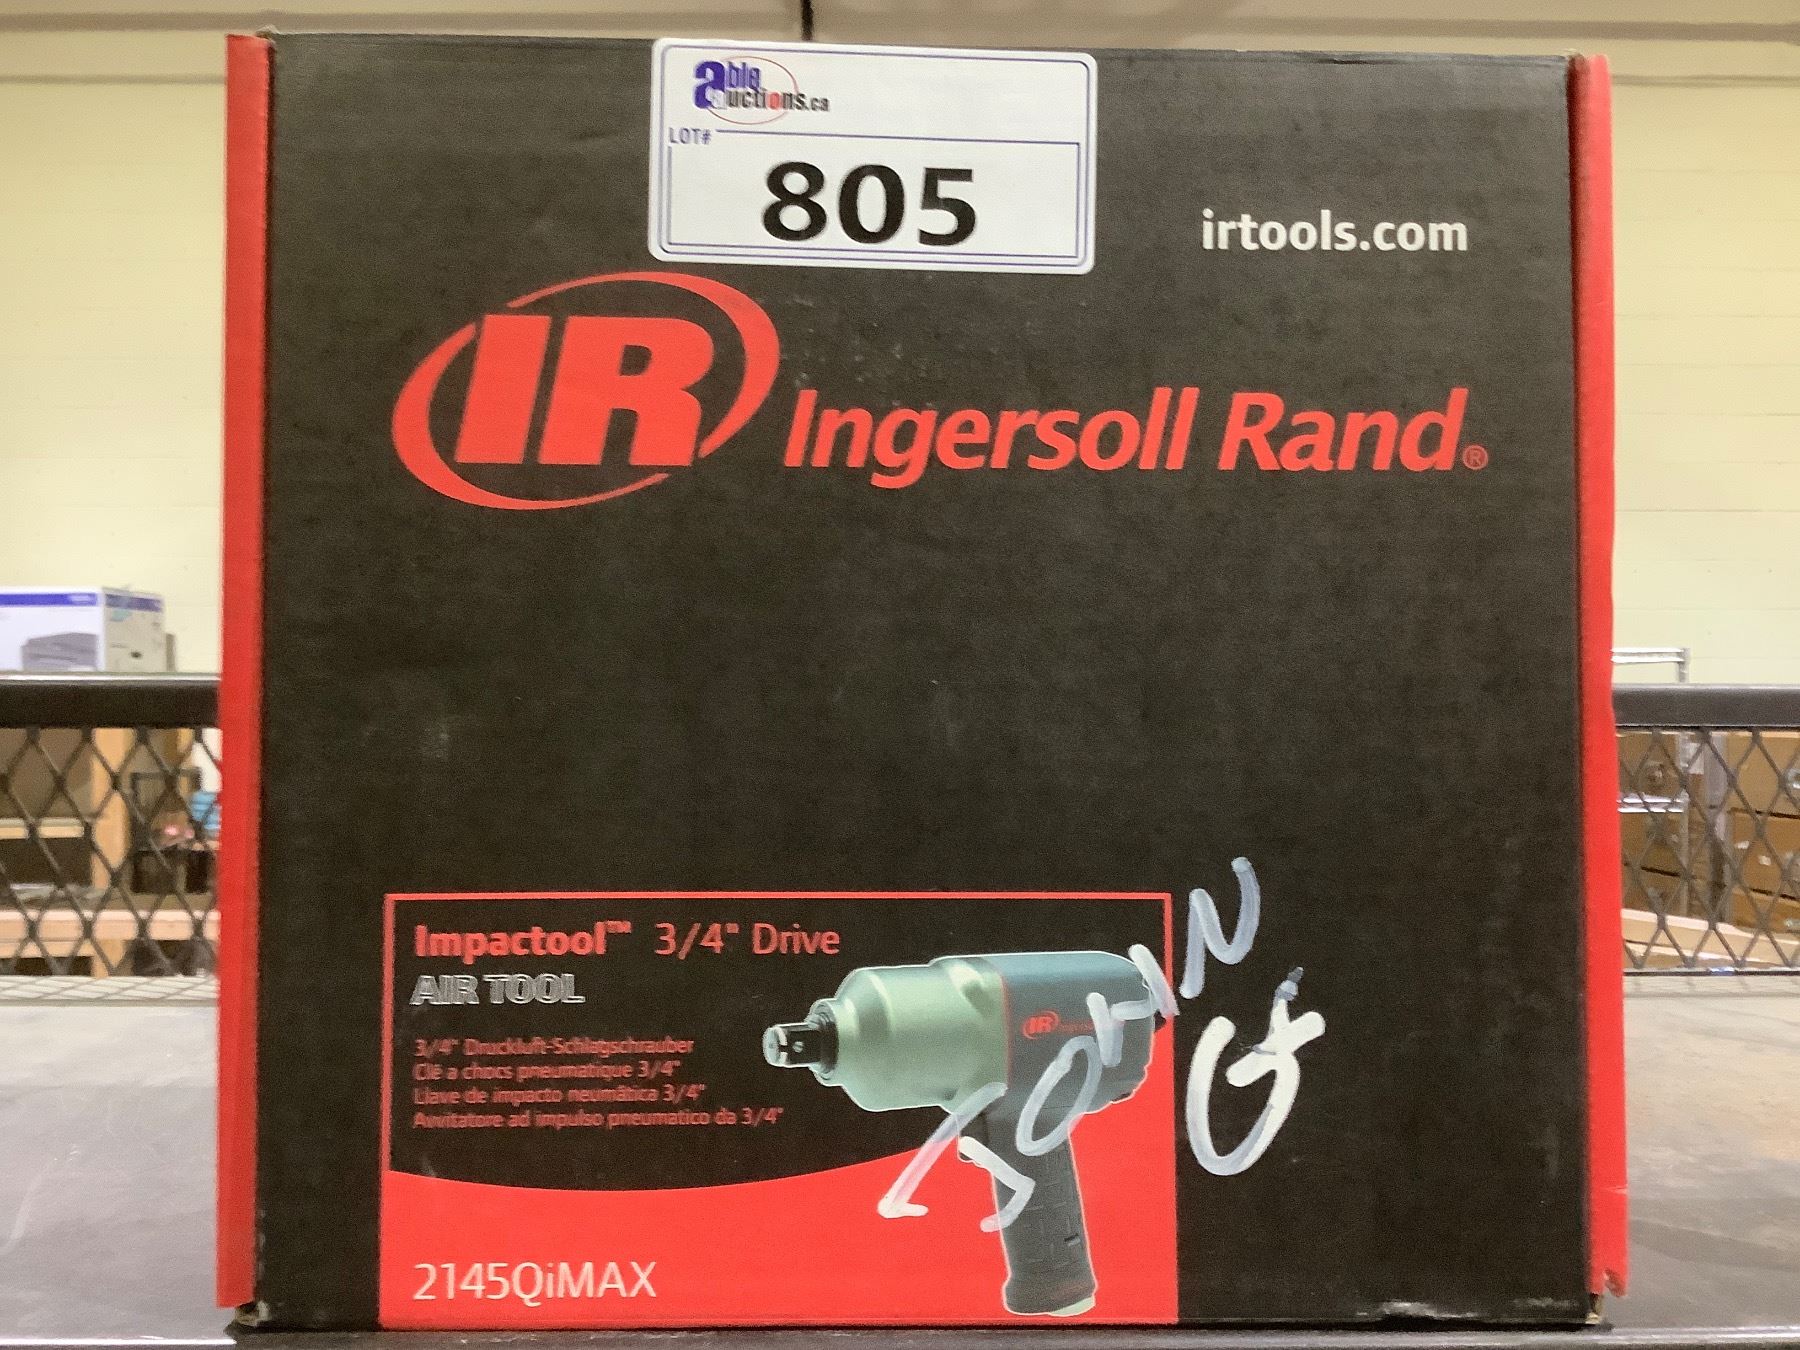 able
auctions.ca
LOT#
805
irtools.com
IR Ingersoll Rand®
Impactool™ 3/4" Drive
AIR TOOL
3/4" Druckluft-Schlagschrauber
Clé a chocs pneumatique 3/4"
Llave de impacto neumática 3/4"
Avvitatore ad impulso pneumatico da 3/4"
IR
JOHN
2145QiMAX